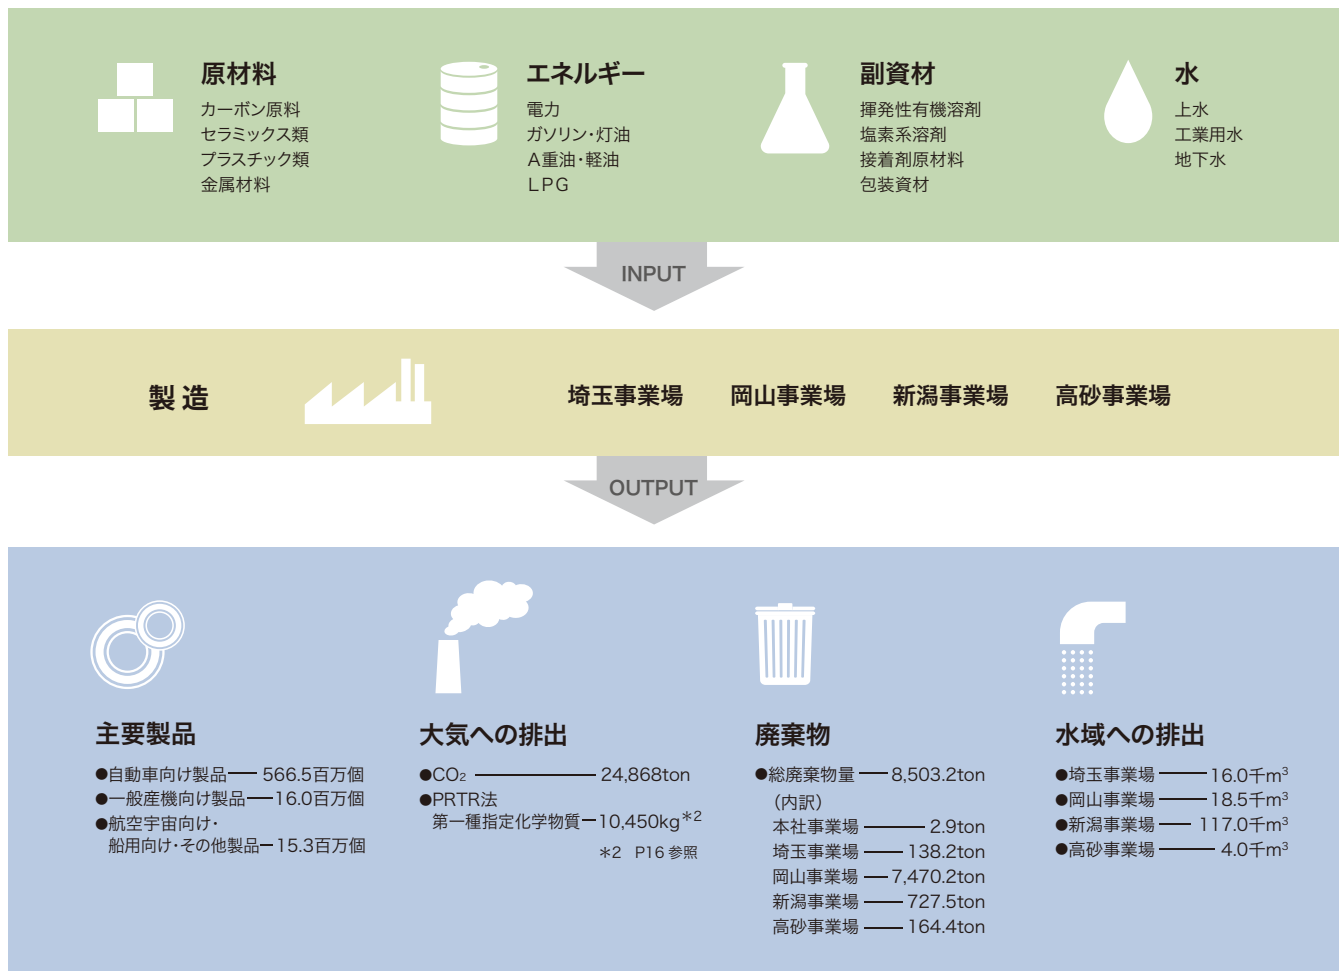 原材料
カーボン原料
セラミックス類
プラスチック類
金属材料
エネルギー
電力
ガソリン・灯油
A重油・軽油
LPG
副資材
揮発性有機溶剤
塩素系溶剤
接着剤原材料
包装資材
水
上水
工業用水
地下水
INPUT
製造
埼玉事業場 岡山事業場 新潟事業場 高砂事業場
OUTPUT
主要製品
●自動車向け製品 566.5百万個
●一般産機向け製品 16.0百万個
●航空宇宙向け・
船用向け・その他製品 15.3百万個
大気への排出
●CO₂ 24,868ton
●PRTR法
第一種指定化学物質 10,450kg*2
*2 P16 参照
廃棄物
●総廃棄物量 8,503.2ton
（内訳）
本社事業場 2.9ton
埼玉事業場 138.2ton
岡山事業場 7,470.2ton
新潟事業場 727.5ton
高砂事業場 164.4ton
水域への排出
●埼玉事業場 16.0千m³
●岡山事業場 18.5千m³
●新潟事業場 117.0千m³
●高砂事業場 4.0千m³